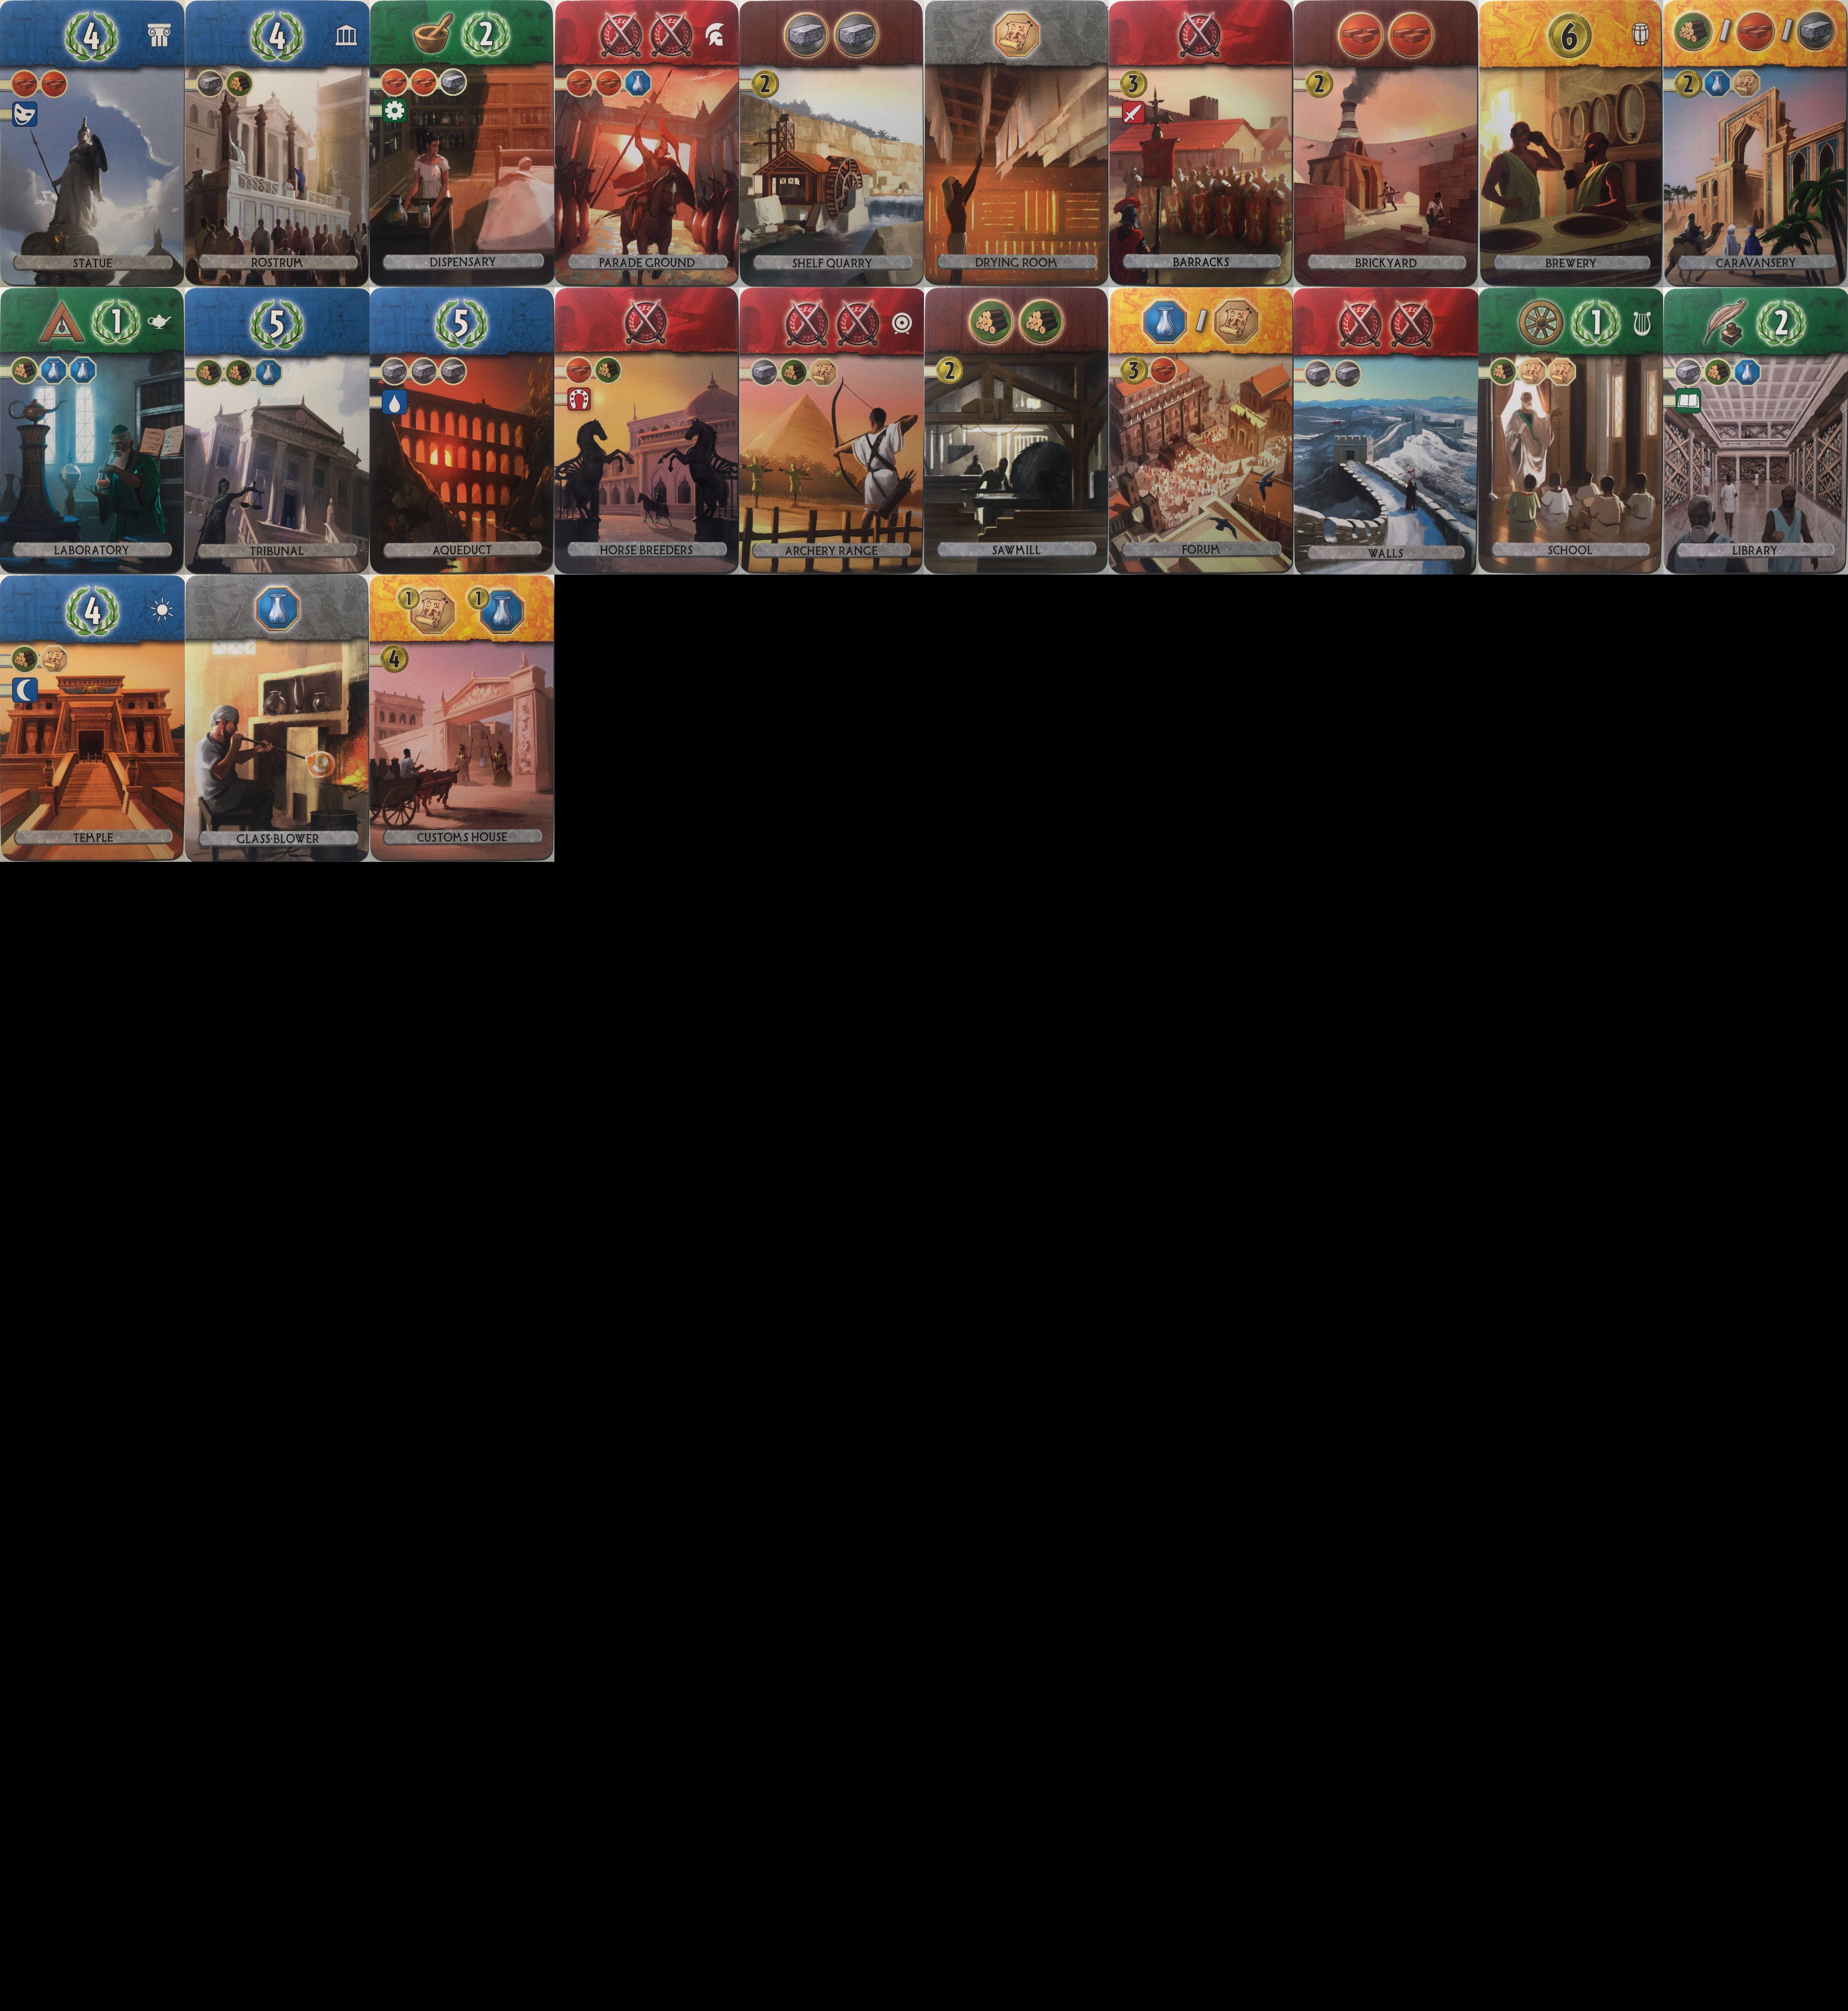 4
STATUE
4
ROSTRUM
2
DISPENSARY
PARADE GROUND
2
SHELF QUARRY
DRYING ROOM
3
BARRACKS
2
BRICKYARD
6
BREWERY
2
CARAVANSERY
1
LABORATORY
5
TRIBUNAL
5
AQUEDUCT
HORSE BREEDERS
ARCHERY RANGE
2
SAWMILL
3
FORUM
WALLS
1
SCHOOL
2
LIBRARY
4
TEMPLE
GLASS-BLOWER
1 1
4
CUSTOMS HOUSE